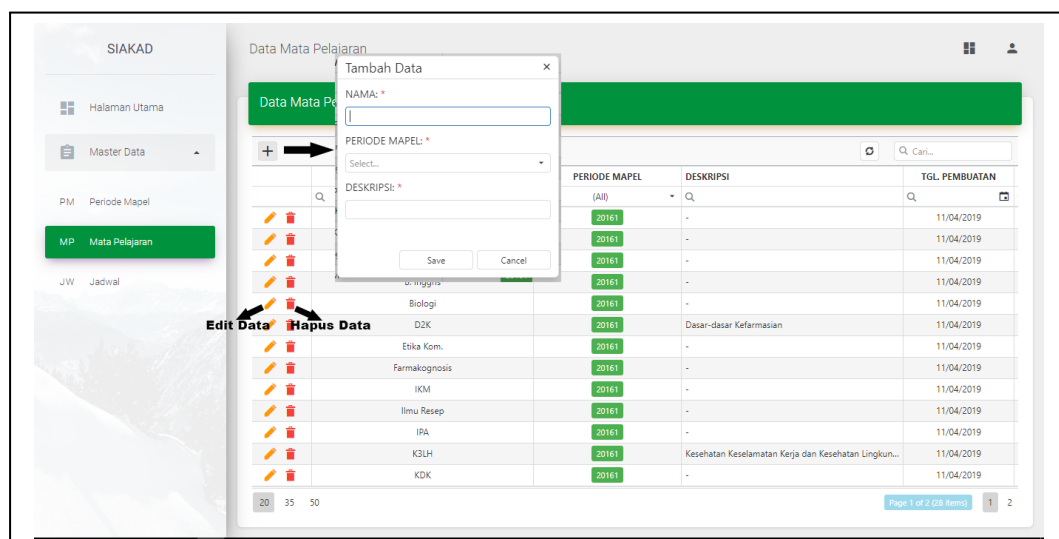 SIAKAD
Data Mata Pelajaran
Tambah Data ×
Halaman Utama
Data Mata Pe
NAMA: *
Master Data
+
PERIODE MAPEL: *
Select...
Cari...
PERIODE MAPEL DESKRIPSI TGL. PEMBUATAN
DESKRIPSI: *
(All)
PM Periode Mapel
20161 - 11/04/2019
MP Mata Pelajaran
20161 - 11/04/2019
Save Cancel
20161 - 11/04/2019
JW Jadwal
B. Inggris 20161 - 11/04/2019
Biologi 20161 - 11/04/2019
Edit Data Hapus Data
D2K 20161 Dasar-dasar Kefarmasian 11/04/2019
Etika Kom. 20161 - 11/04/2019
Farmakognosis 20161 - 11/04/2019
IKM 20161 - 11/04/2019
Ilmu Resep 20161 - 11/04/2019
IPA 20161 - 11/04/2019
K3LH 20161 Kesehatan Keselamatan Kerja dan Kesehatan Lingkun... 11/04/2019
KDK 20161 - 11/04/2019
20 35 50
Page 1 of 2 (28 items) 1 2